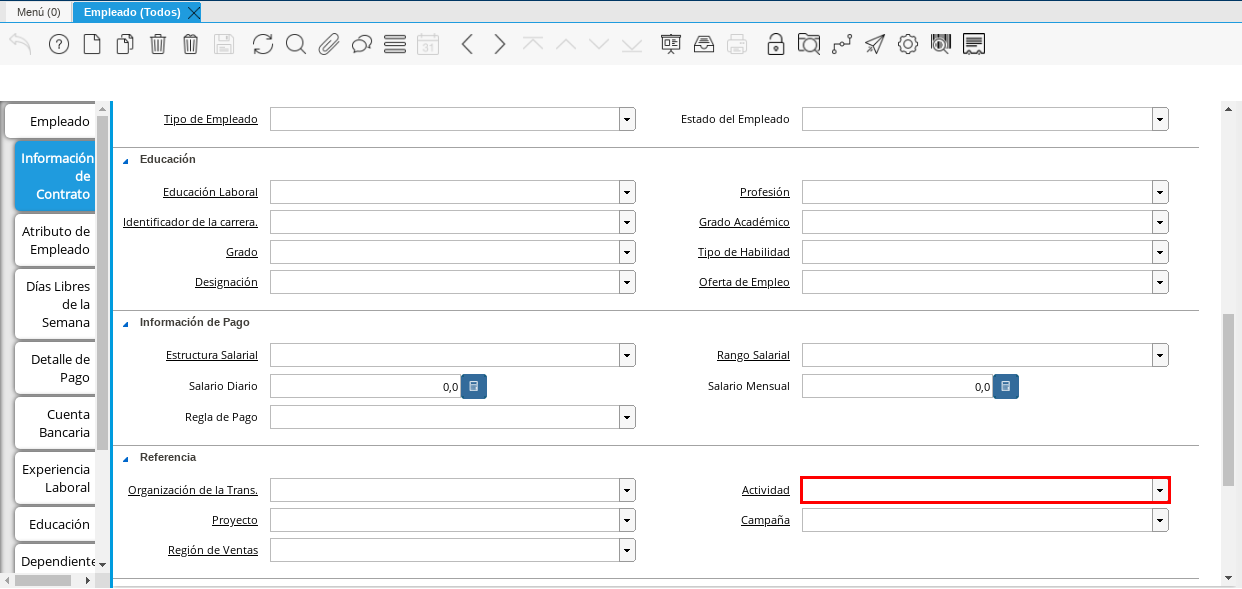 Menú (0)
Empleado (Todos)
31
Empleado
Información
de
Contrato
Atributo de
Empleado
Días Libres
de la
Semana
Detalle de
Pago
Cuenta
Bancaria
Experiencia
Laboral
Educación
Dependiente
Tipo de Empleado
Estado del Empleado
Educación
Educación Laboral
Profesión
Identificador de la carrera.
Grado Académico
Grado
Tipo de Habilidad
Designación
Oferta de Empleo
Información de Pago
Estructura Salarial
Rango Salarial
Salario Diario 0,0
Salario Mensual 0,0
Regla de Pago
Referencia
Organización de la Trans.
Actividad
Proyecto
Campaña
Región de Ventas